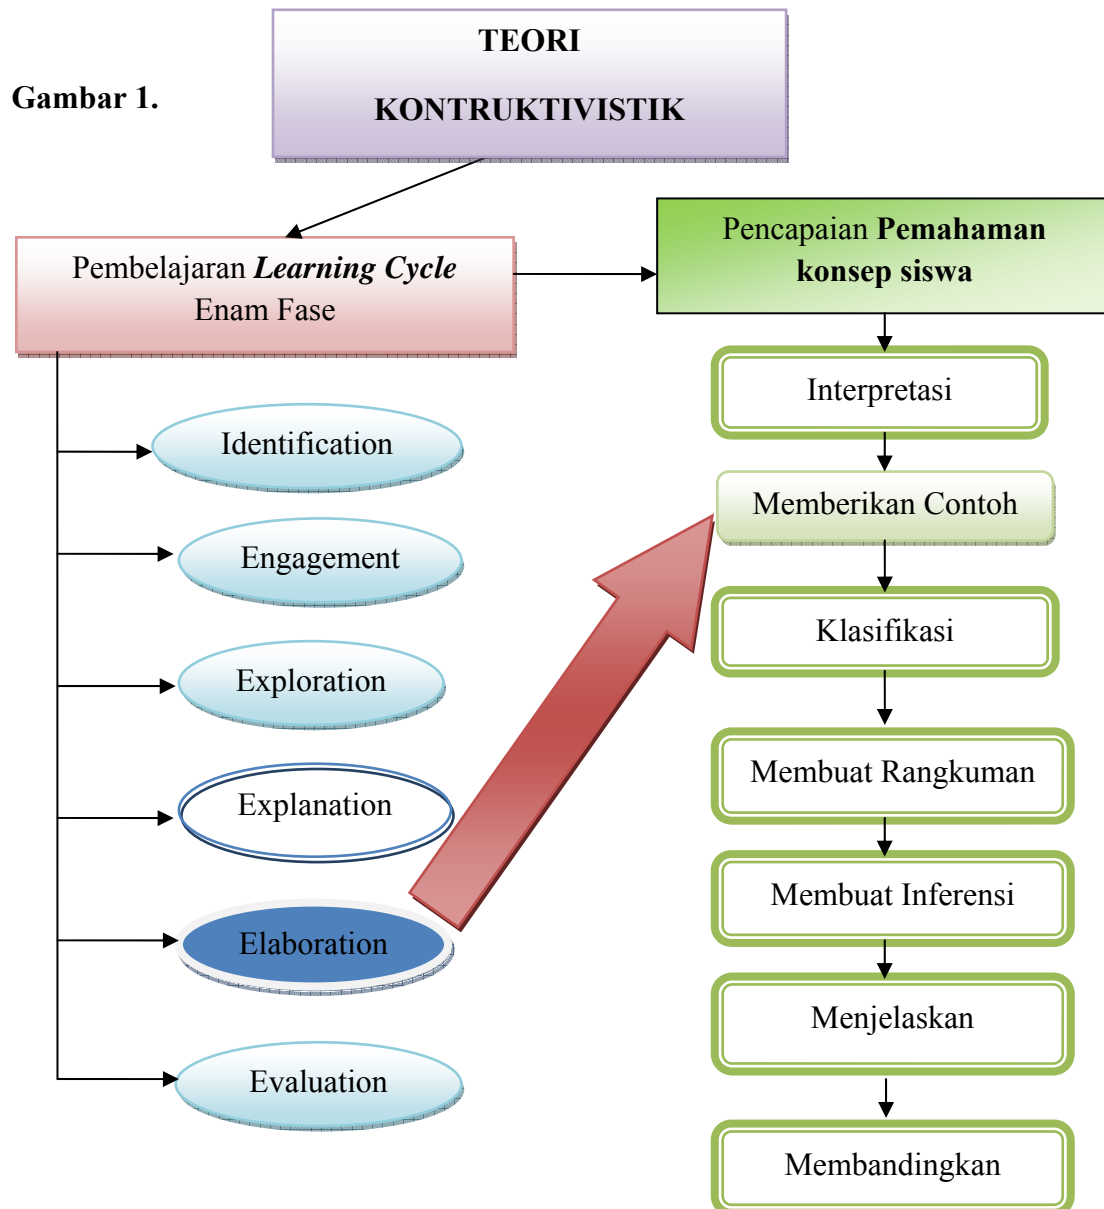 TEORI
KONTRUKTIVISTIK
Gambar 1.
Pembelajaran Learning Cycle
Enam Fase
Pencapaian Pemahaman
konsep siswa
Identification
Engagement
Exploration
Explanation
Elaboration
Evaluation
Interpretasi
Memberikan Contoh
Klasifikasi
Membuat Rangkuman
Membuat Inferensi
Menjelaskan
Membandingkan